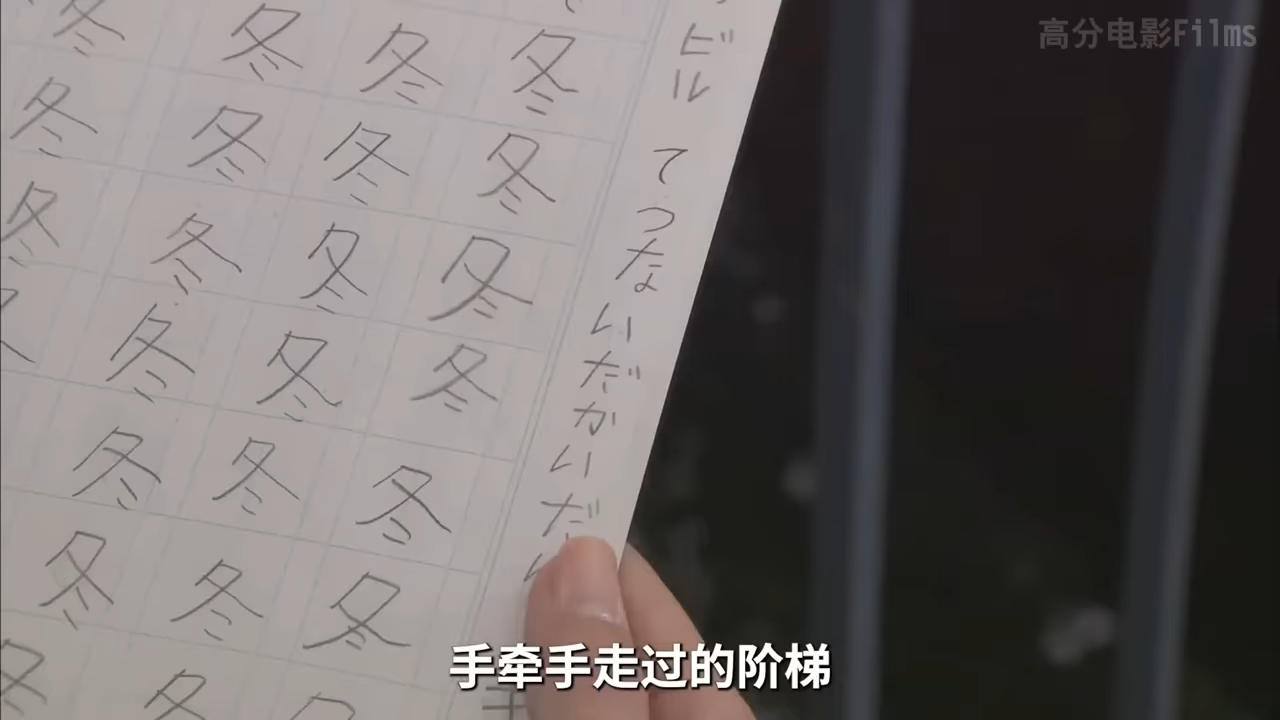 高分电影Films
ビル てつないだかいだ
冬冬冬冬冬冬
冬冬冬冬冬冬
冬冬冬冬冬冬冬
冬冬冬冬冬
手牵手走过的阶梯